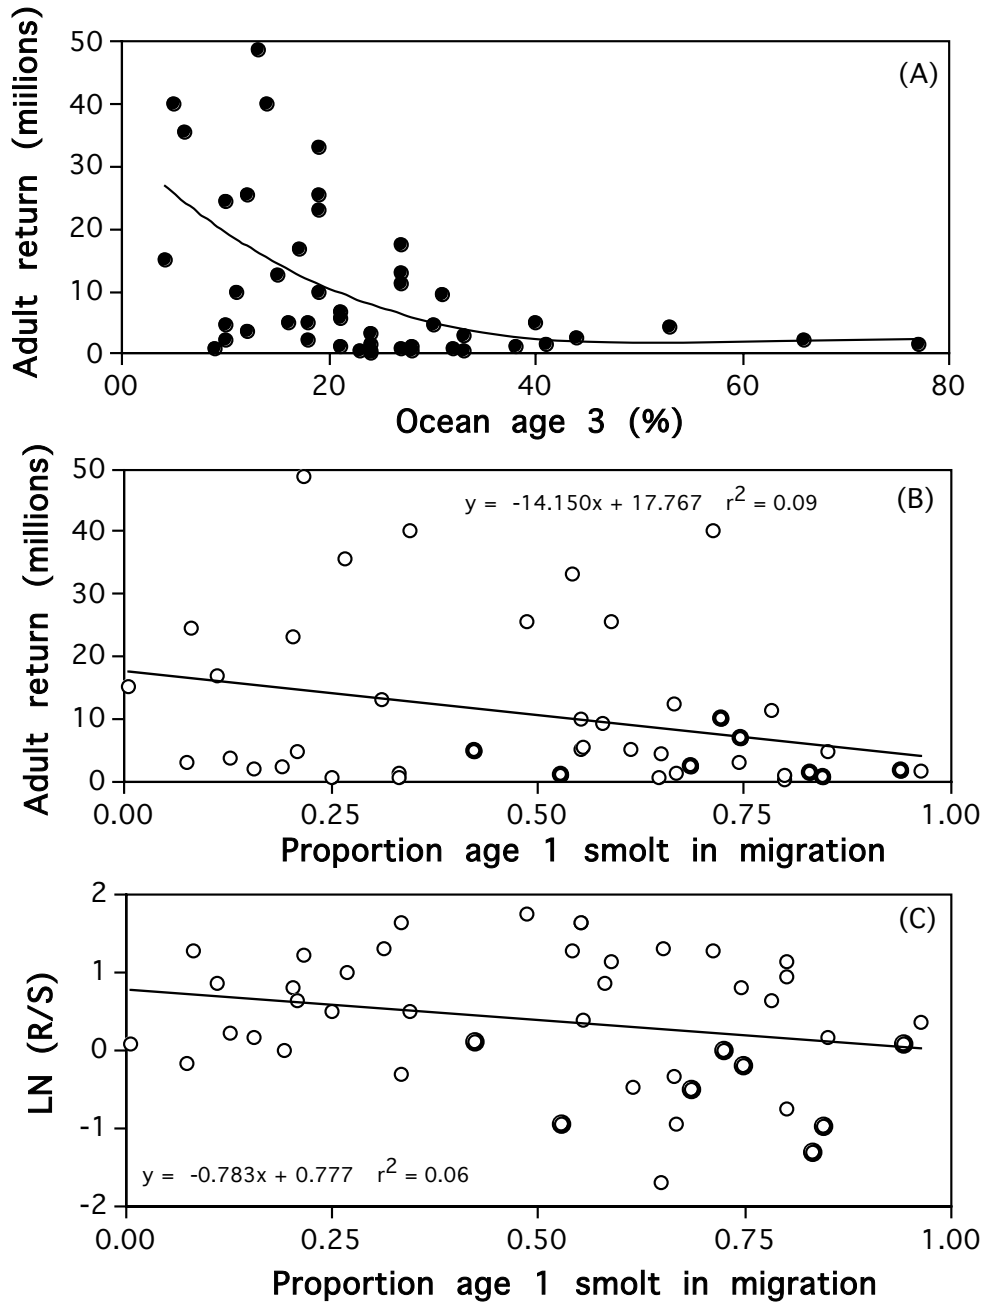 Adult return (miilions)
(A)
50
40
30
20
10
0
00 20 40 60 80
Ocean age 3 (%)
Adult return (millions)
y = -14.150x + 17.767 r2 = 0.09
(B)
50
40
30
20
10
0
0.00 0.25 0.50 0.75 1.00
Proportion age 1 smolt in migration
LN (R/S)
(C)
2
1
0
-1
-2
y = -0.783x + 0.777 r2 = 0.06
0.00 0.25 0.50 0.75 1.00
Proportion age 1 smolt in migration